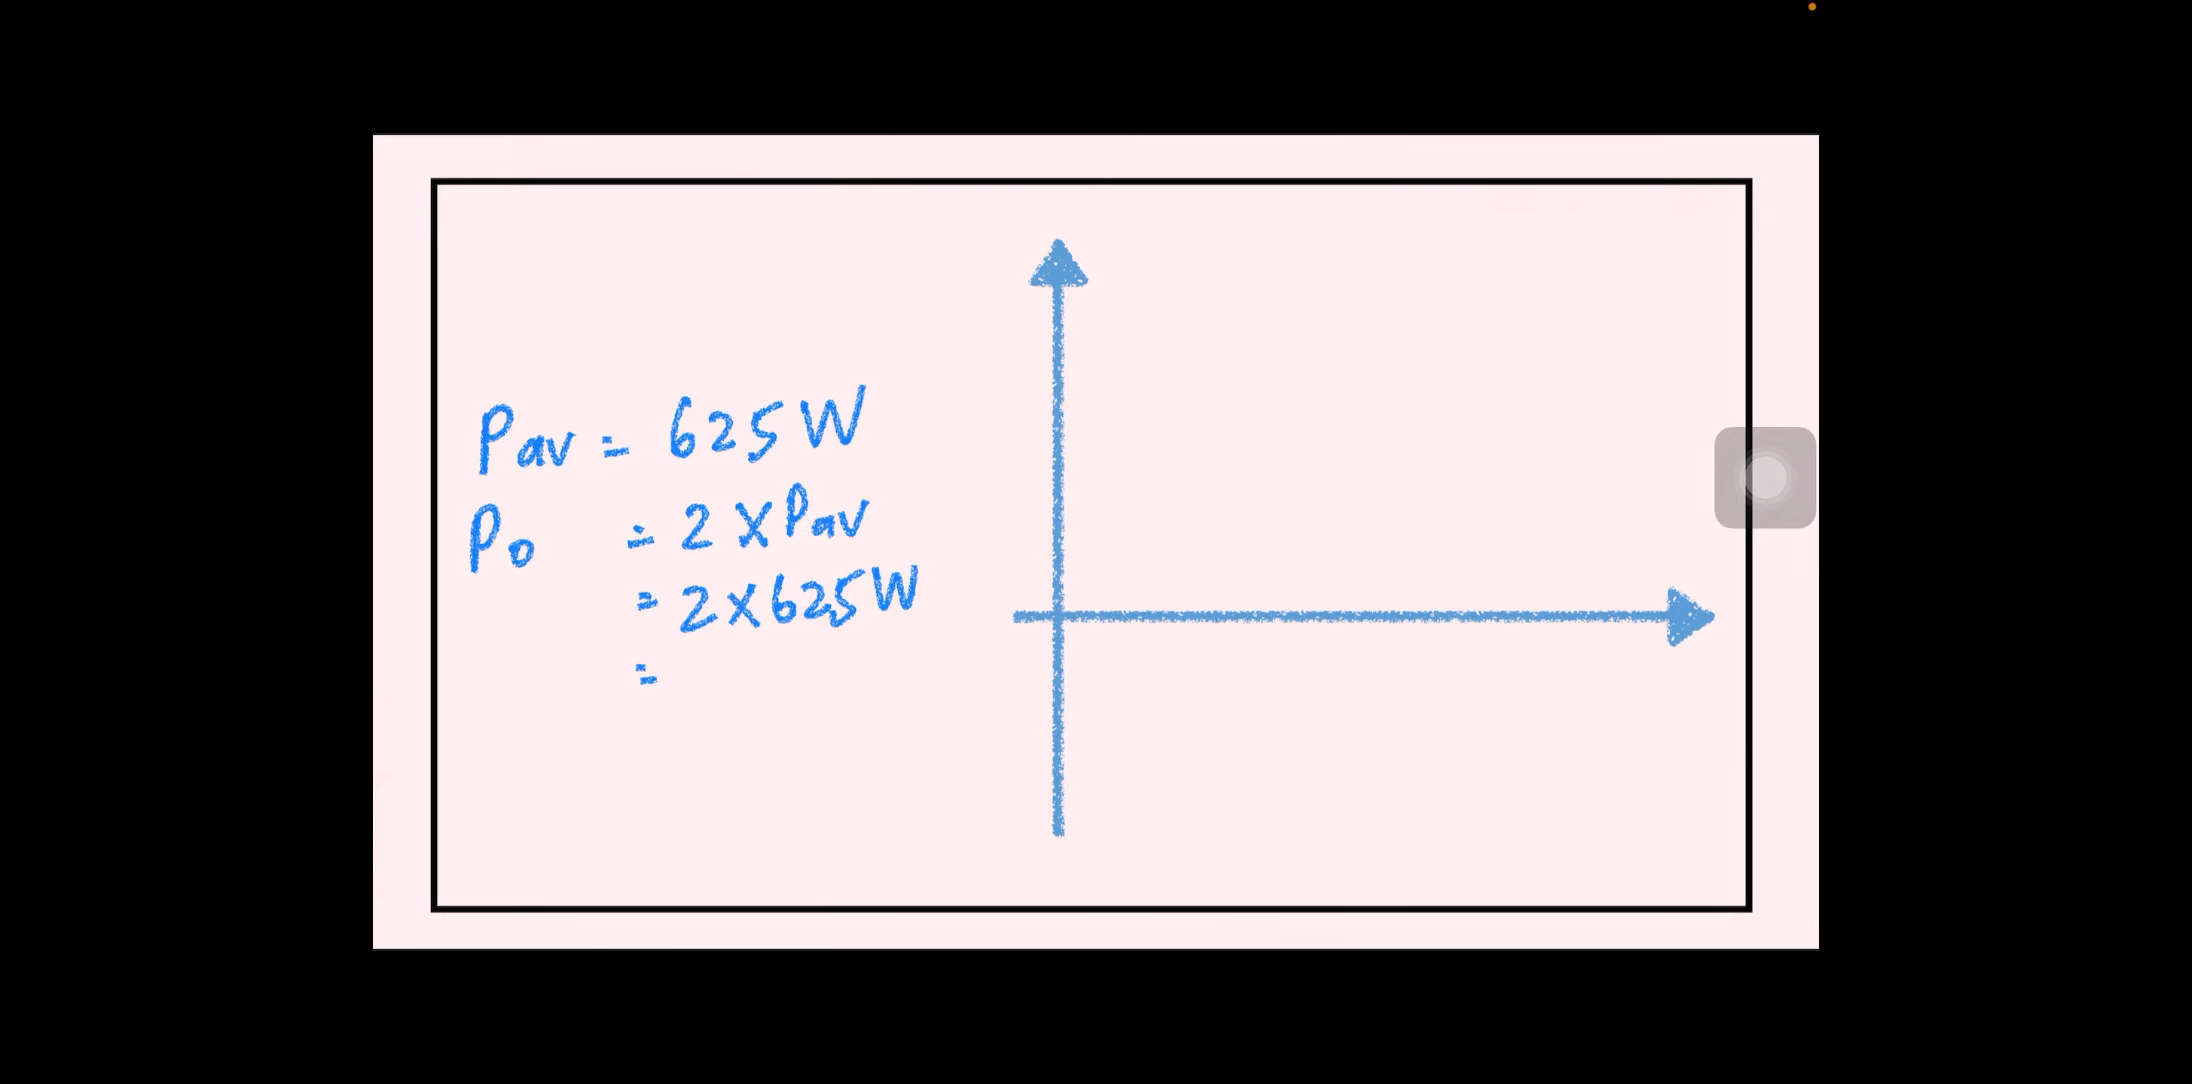 Pav = 625 W
Po = 2 x Pav
= 2 x 625 W
=